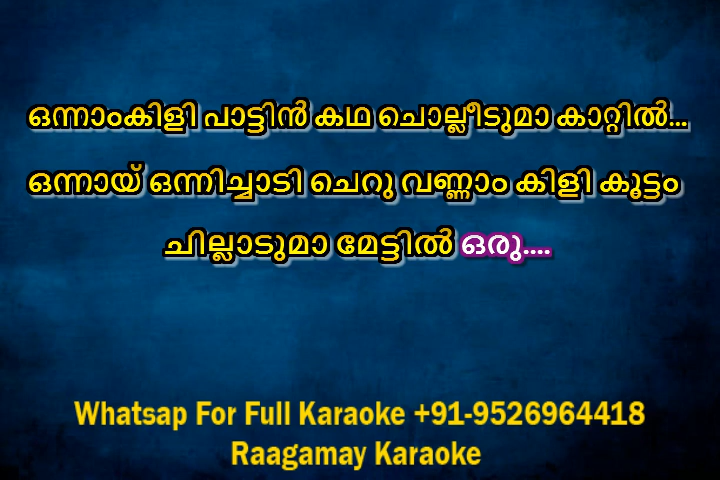 ഒന്നാംകിളി പാട്ടിൻ കഥ ചൊല്ലീടുമാ കാറ്റിൽ...
ഒന്നായ് ഒന്നിച്ചാടി ചെറു വണ്ണാം കിളി കൂട്ടം
ചില്ലാടുമാ മേട്ടിൽ ഒരു....
Whatsap For Full Karaoke +91-9526964418
Raagamay Karaoke